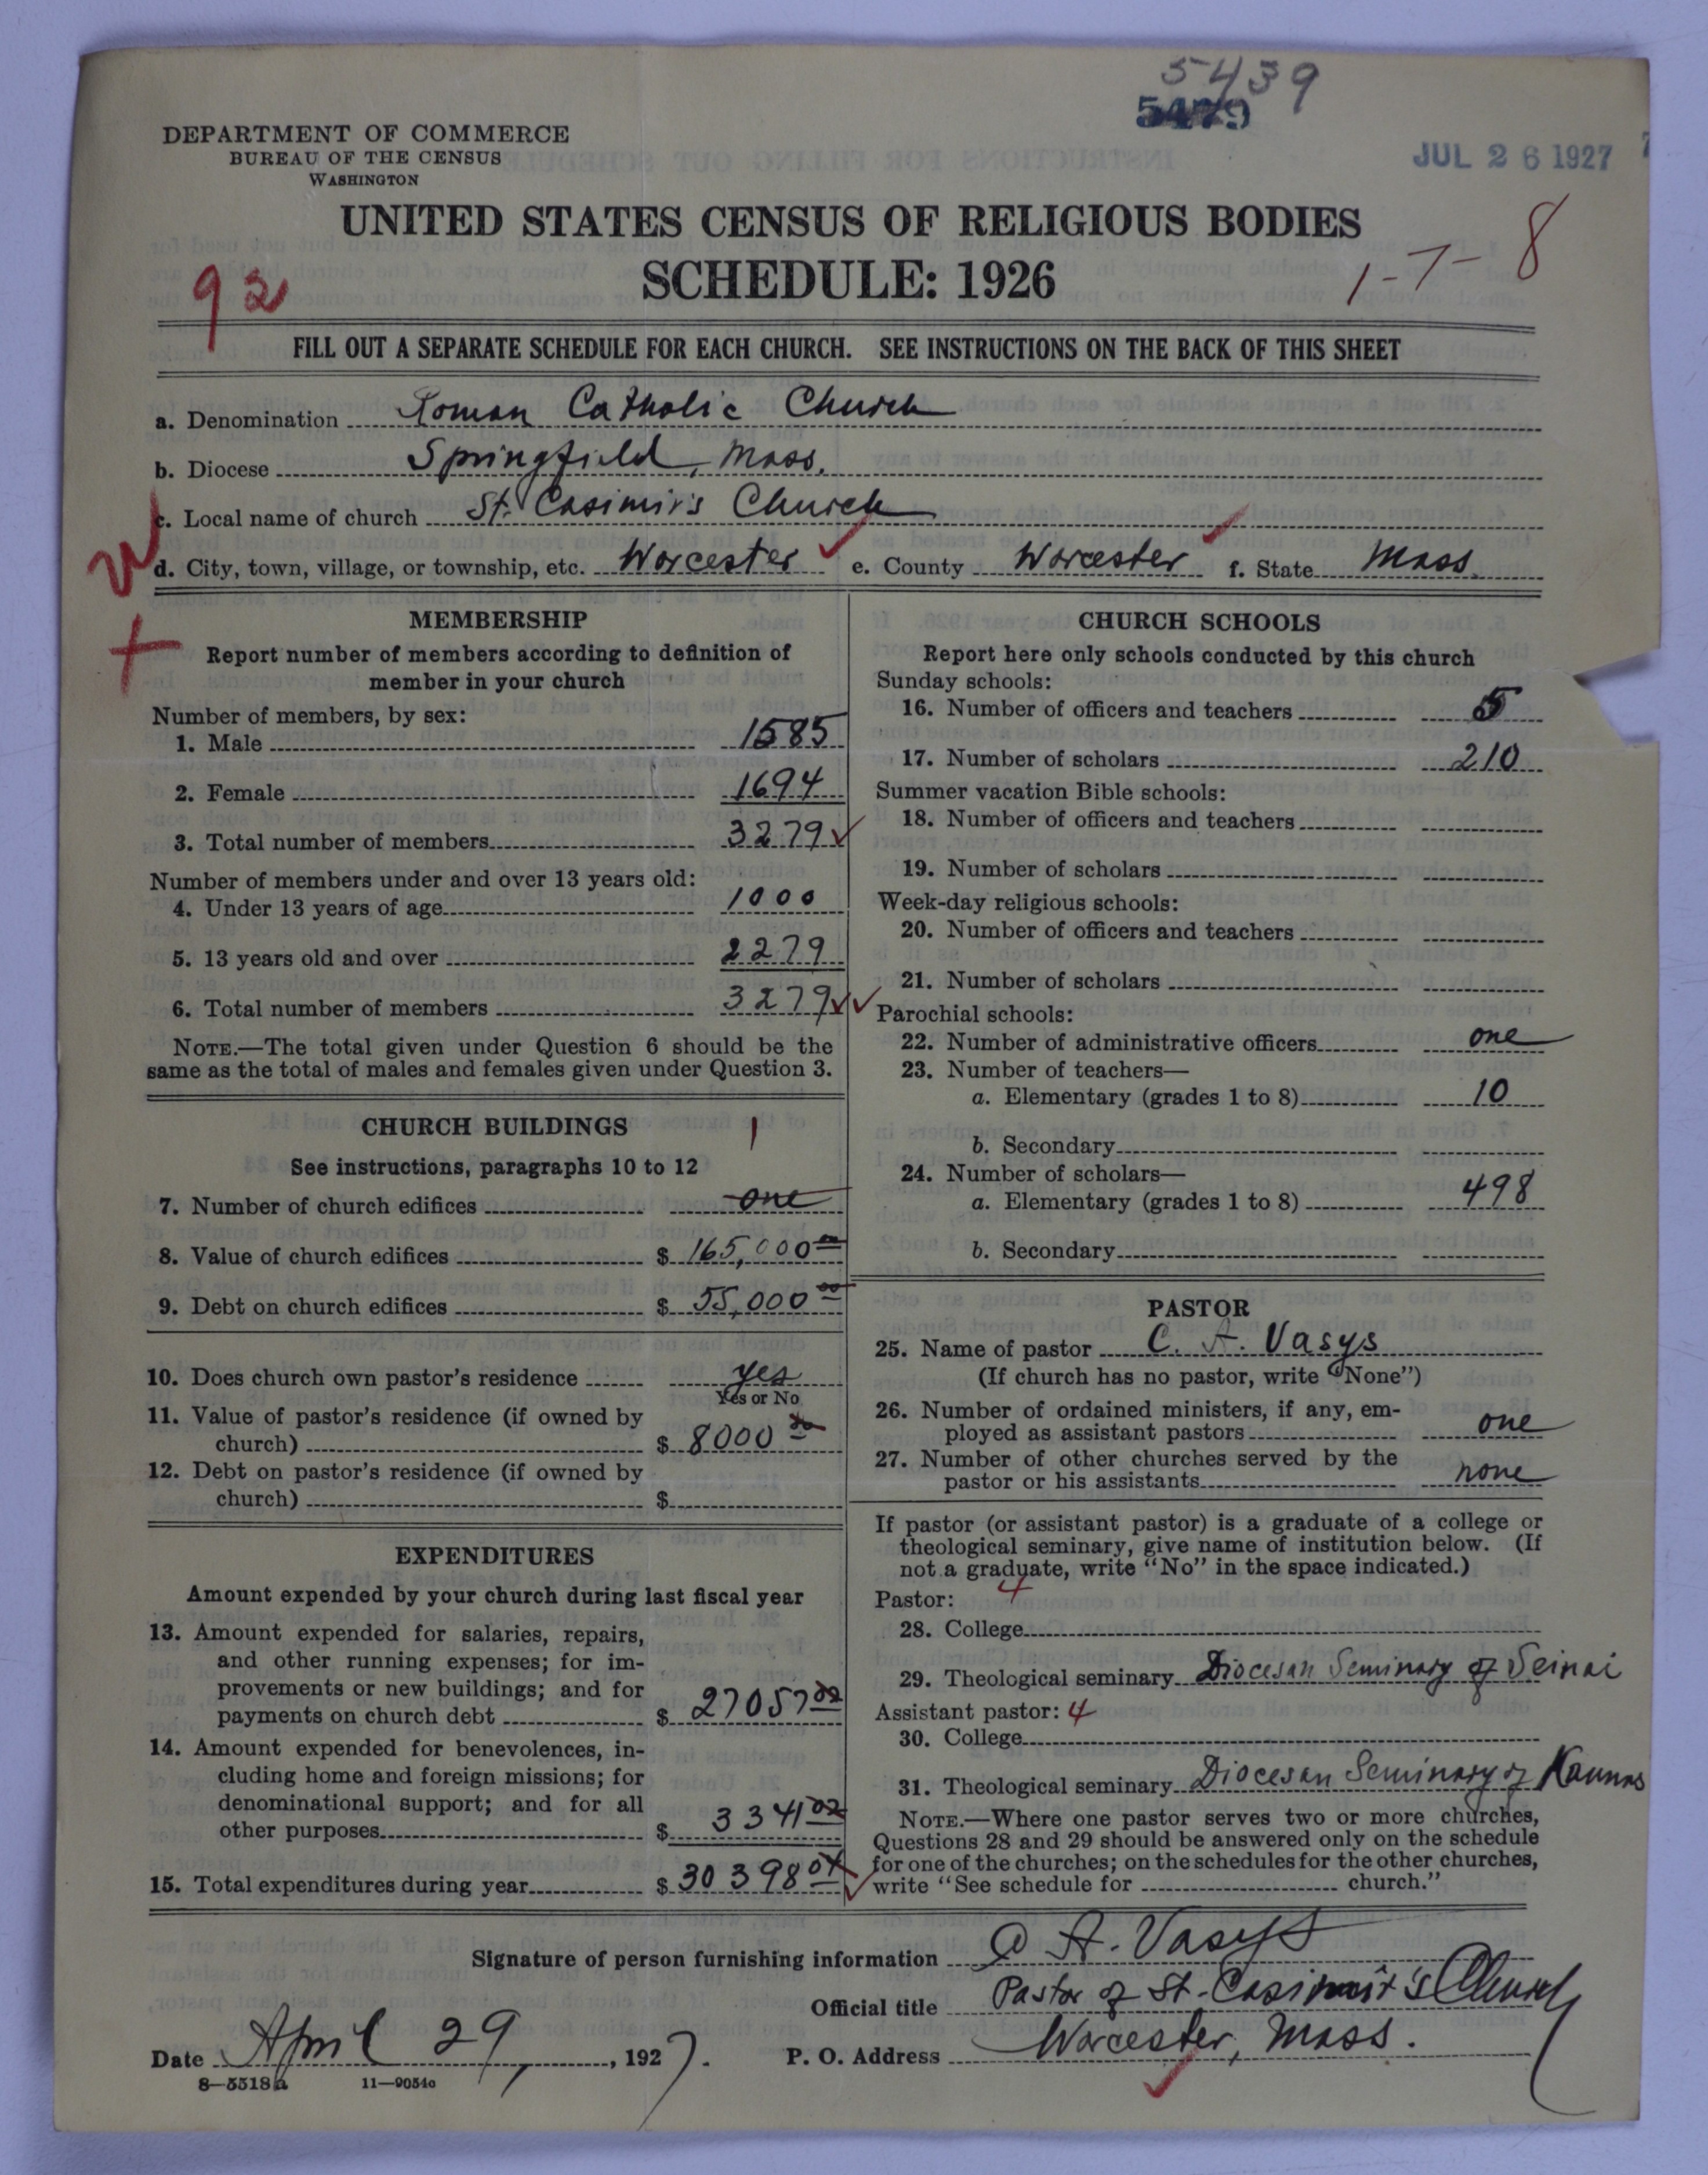 5439
5479
DEPARTMENT OF COMMERCE
BUREAU OF THE CENSUS
WASHINGTON
JUL 26 1927
UNITED STATES CENSUS OF RELIGIOUS BODIES
SCHEDULE: 1926
92
1-7-8
FILL OUT A SEPARATE SCHEDULE FOR EACH CHURCH. SEE INSTRUCTIONS ON THE BACK OF THIS SHEET
a. Denomination Roman Catholic Church
b. Diocese Springfield, Mass.
c. Local name of church St. Casimir's Church
d. City, town, village, or township, etc. Worcester e. County Worcester f. State Mass.
MEMBERSHIP
Report number of members according to definition of
member in your church
Number of members, by sex:
1. Male 1585
2. Female 1694
3. Total number of members 3279
Number of members under and over 13 years old:
4. Under 13 years of age 1000
5. 13 years old and over 2279
6. Total number of members 3279
NOTE.—The total given under Question 6 should be the
same as the total of males and females given under Question 3.
CHURCH BUILDINGS 1
See instructions, paragraphs 10 to 12
7. Number of church edifices one
8. Value of church edifices $ 165,000 00
9. Debt on church edifices $ 55,000 00
10. Does church own pastor's residence yes
Yes or No
11. Value of pastor's residence (if owned by
church) $ 8000 00
12. Debt on pastor's residence (if owned by
church) $
EXPENDITURES
Amount expended by your church during last fiscal year
13. Amount expended for salaries, repairs,
and other running expenses; for im-
provements or new buildings; and for
payments on church debt $ 27057 02
14. Amount expended for benevolences, in-
cluding home and foreign missions; for
denominational support; and for all
other purposes $ 3341 02
15. Total expenditures during year $ 30398 04
CHURCH SCHOOLS
Report here only schools conducted by this church
Sunday schools:
16. Number of officers and teachers 5
17. Number of scholars 210
Summer vacation Bible schools:
18. Number of officers and teachers
19. Number of scholars
Week-day religious schools:
20. Number of officers and teachers
21. Number of scholars
Parochial schools:
22. Number of administrative officers one
23. Number of teachers—
a. Elementary (grades 1 to 8) 10
b. Secondary
24. Number of scholars—
a. Elementary (grades 1 to 8) 498
b. Secondary
PASTOR
25. Name of pastor C. A. Vasys
(If church has no pastor, write "None")
26. Number of ordained ministers, if any, em-
ployed as assistant pastors one
27. Number of other churches served by the
pastor or his assistants none
If pastor (or assistant pastor) is a graduate of a college or
theological seminary, give name of institution below. (If
not a graduate, write "No" in the space indicated.)
Pastor: 4
28. College
29. Theological seminary Diocesan Seminary of Seinai
Assistant pastor: 4
30. College
31. Theological seminary Diocesan Seminary of Kaunas
NOTE.—Where one pastor serves two or more churches,
Questions 28 and 29 should be answered only on the schedule
for one of the churches; on the schedules for the other churches,
write "See schedule for church."
Signature of person furnishing information C. A. Vasys
Official title Pastor of St. Casimir's Church
Date April 29, 1927. P. O. Address Worcester, Mass.
8—5518a 11—9054c